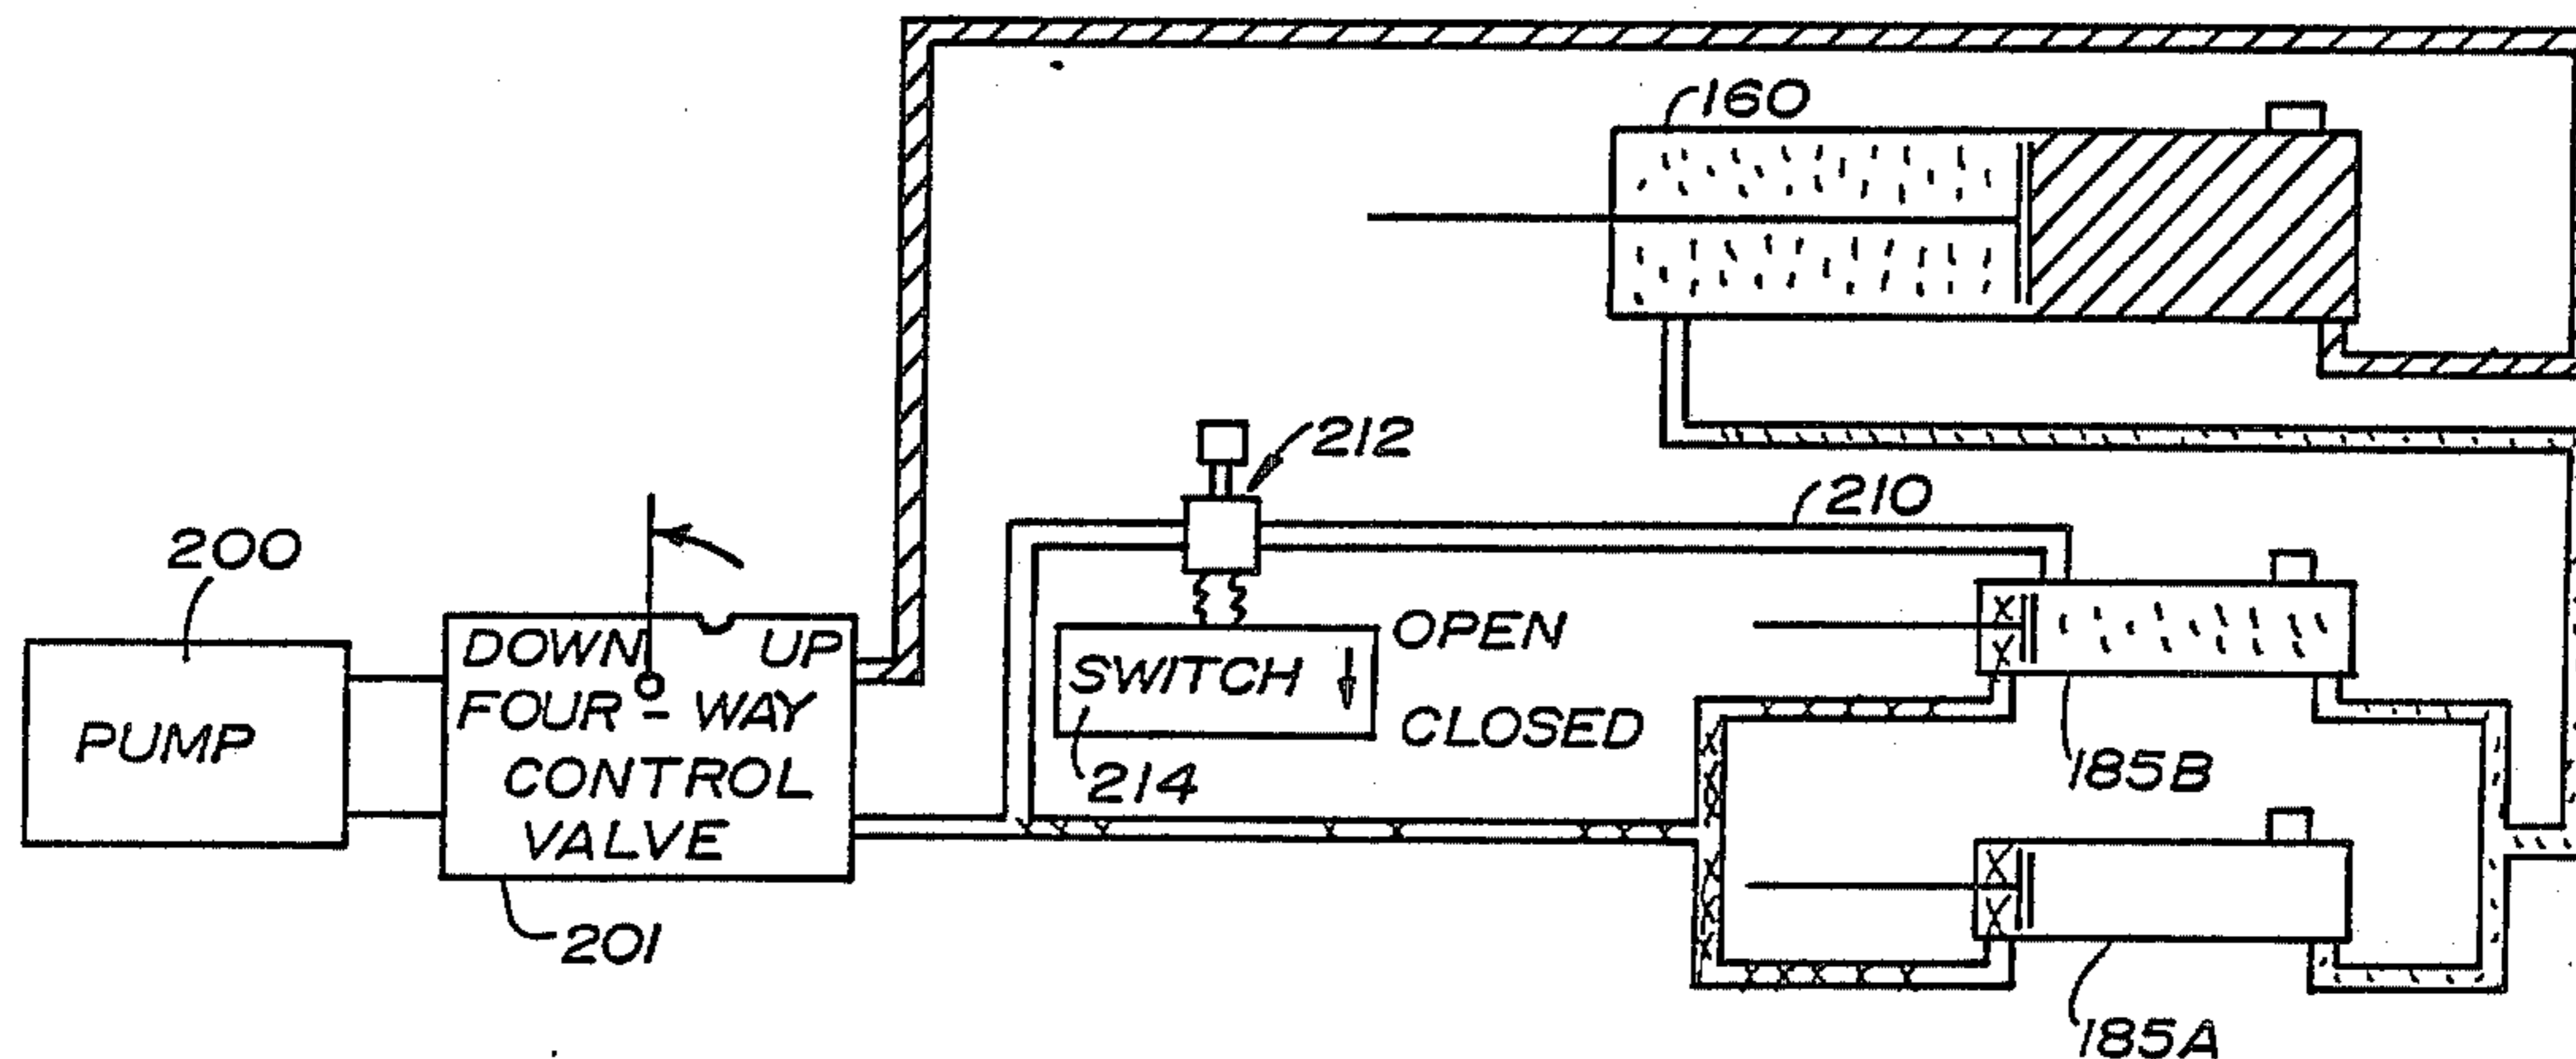 160
212
210
200
DOWN UP
FOUR - WAY
CONTROL
VALVE
PUMP
SWITCH
OPEN
CLOSED
214
185B
201
185A